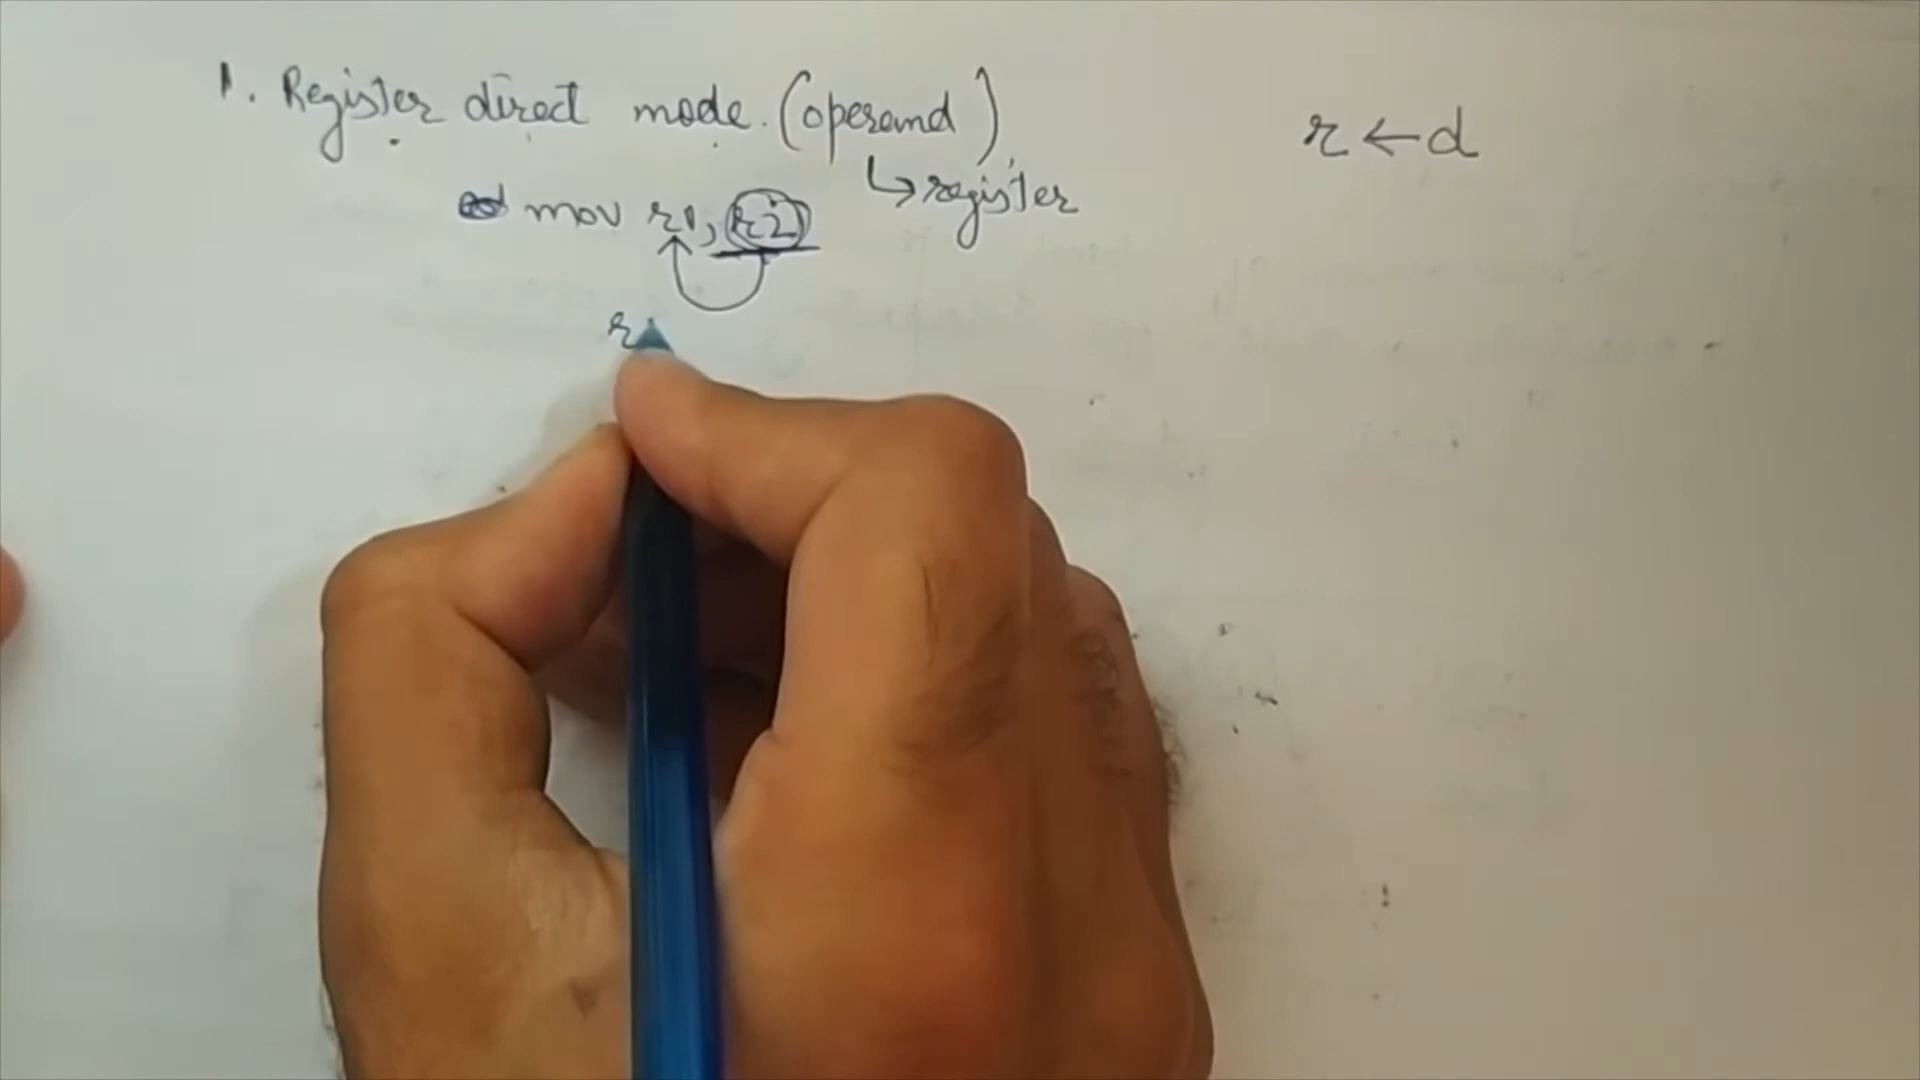 1. Register direct mode. (operand)
↳ register
mov r1, r2
r ← d
r